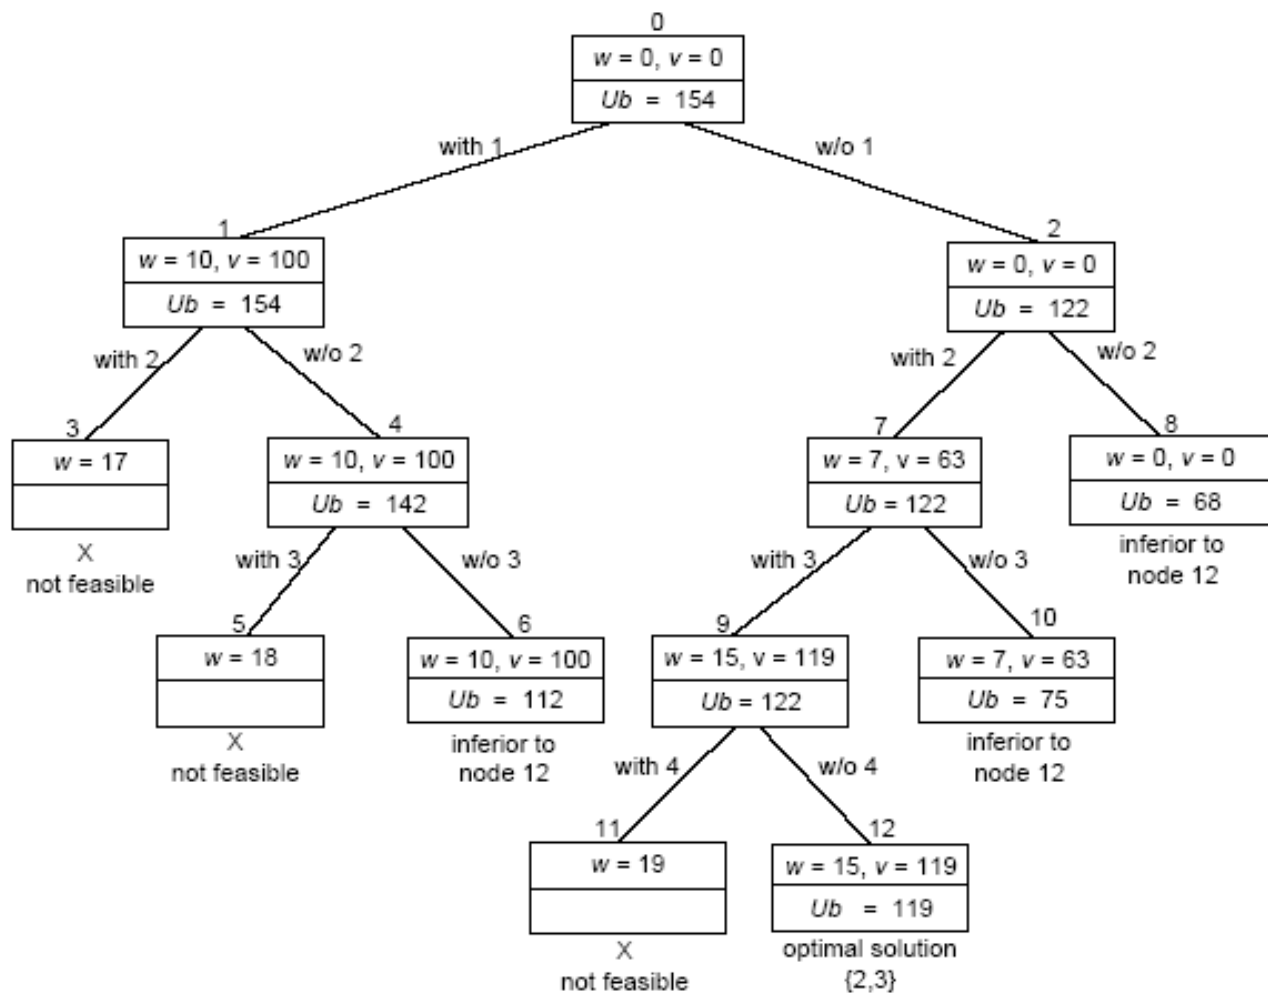 0
w = 0, v = 0
Ub = 154
with 1
w/o 1
1
w = 10, v = 100
Ub = 154
2
w = 0, v = 0
Ub = 122
with 2
w/o 2
with 2
w/o 2
3
w = 17
X
not feasible
4
w = 10, v = 100
Ub = 142
7
w = 7, v = 63
Ub = 122
8
w = 0, v = 0
Ub = 68
inferior to
node 12
with 3
w/o 3
with 3
w/o 3
5
w = 18
X
not feasible
6
w = 10, v = 100
Ub = 112
inferior to
node 12
9
w = 15, v = 119
Ub = 122
10
w = 7, v = 63
Ub = 75
inferior to
node 12
with 4
w/o 4
11
w = 19
X
not feasible
12
w = 15, v = 119
Ub = 119
optimal solution
{2,3}